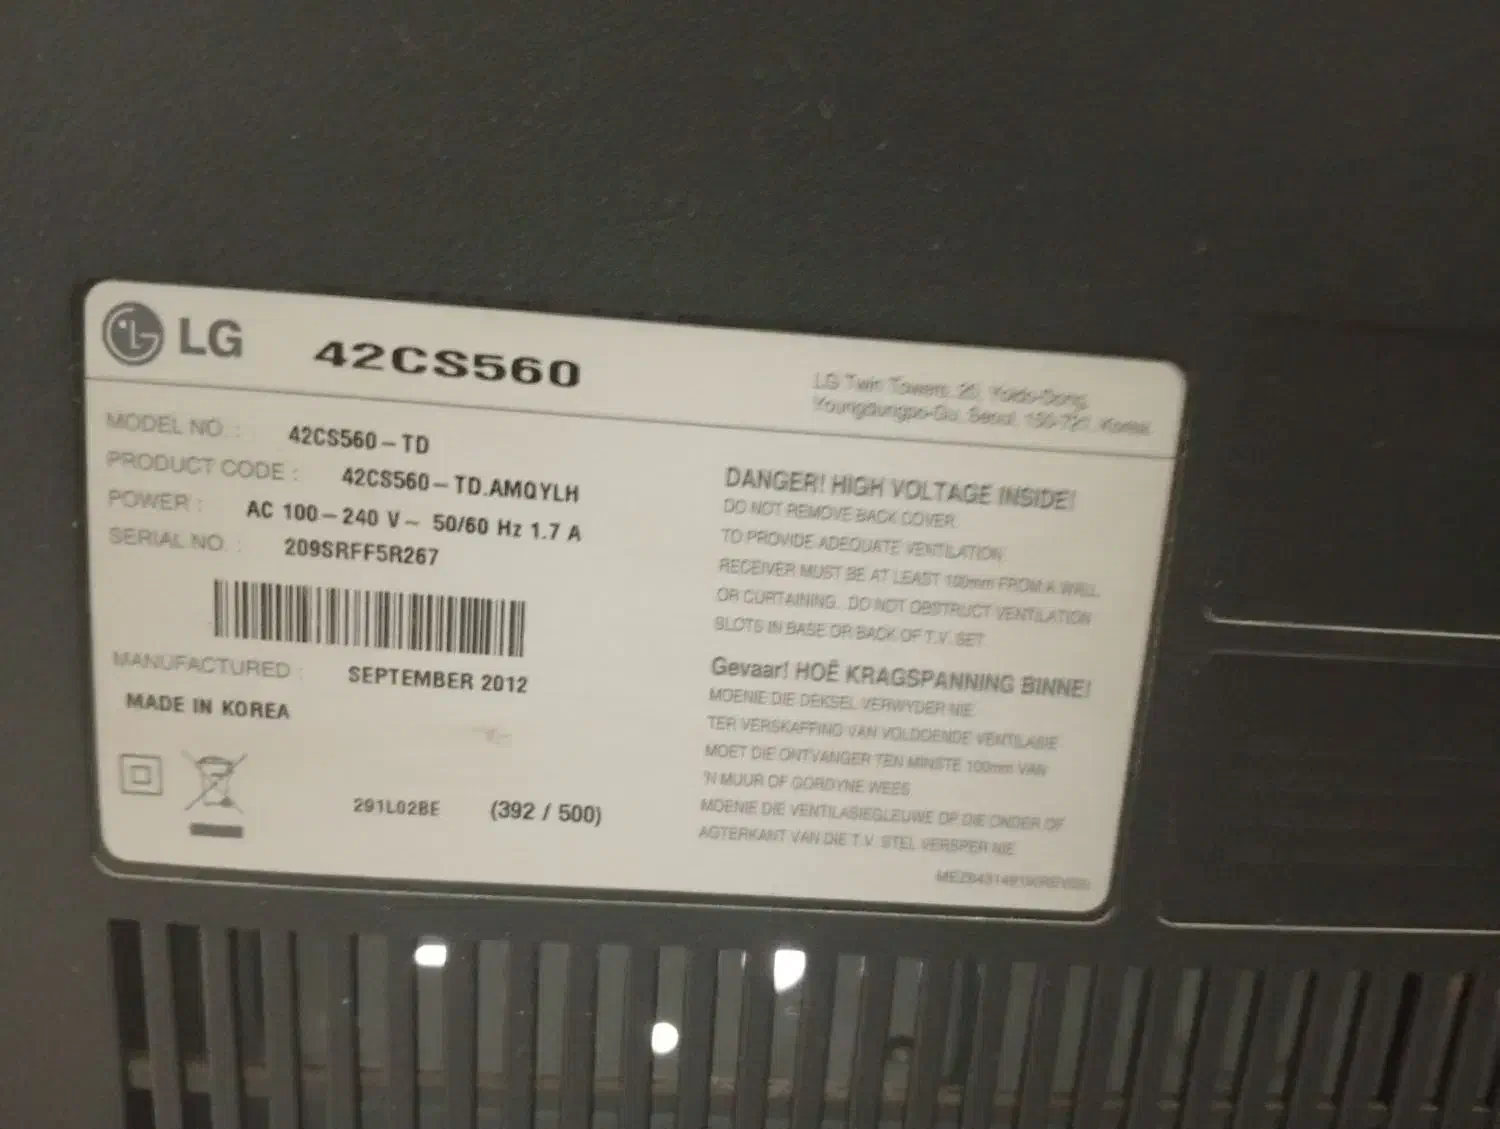 LG 42CS560
LG Twin Towers 20, Yoido-Dong,
Youngdungpo-Gu, Seoul, 150-721, Korea
MODEL NO. : 42CS560-TD
PRODUCT CODE : 42CS560-TD.AMQYLH
POWER : AC 100-240 V~ 50/60 Hz 1.7 A
SERIAL NO. : 209SRFF5R267
MANUFACTURED : SEPTEMBER 2012
MADE IN KOREA
291L02BE (392 / 500)
DANGER! HIGH VOLTAGE INSIDE!
DO NOT REMOVE BACK COVER.
TO PROVIDE ADEQUATE VENTILATION
RECEIVER MUST BE AT LEAST 100mm FROM A WALL
OR CURTAINING. DO NOT OBSTRUCT VENTILATION
SLOTS IN BASE OR BACK OF T.V. SET
Gevaar! HOË KRAGSPANNING BINNE!
MOENIE DIE DEKSEL VERWYDER NIE.
TER VERSKAFFING VAN VOLDOENDE VENTILASIE
MOET DIE ONTVANGER TEN MINSTE 100mm VAN
'N MUUR OF GORDYNE WEES
MOENIE DIE VENTILASIEGLEUWE OP DIE ONDER OF
AGTERKANT VAN DIE T.V. STEL VERSPER NIE